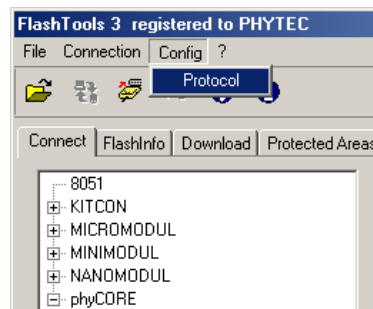 FlashTools 3 registered to PHYTEC
File Connection Config ?
Protocol
Connect FlashInfo Download Protected Areas
8051
KITCON
MICROMODUL
MINIMODUL
NANOMODUL
phyCORE